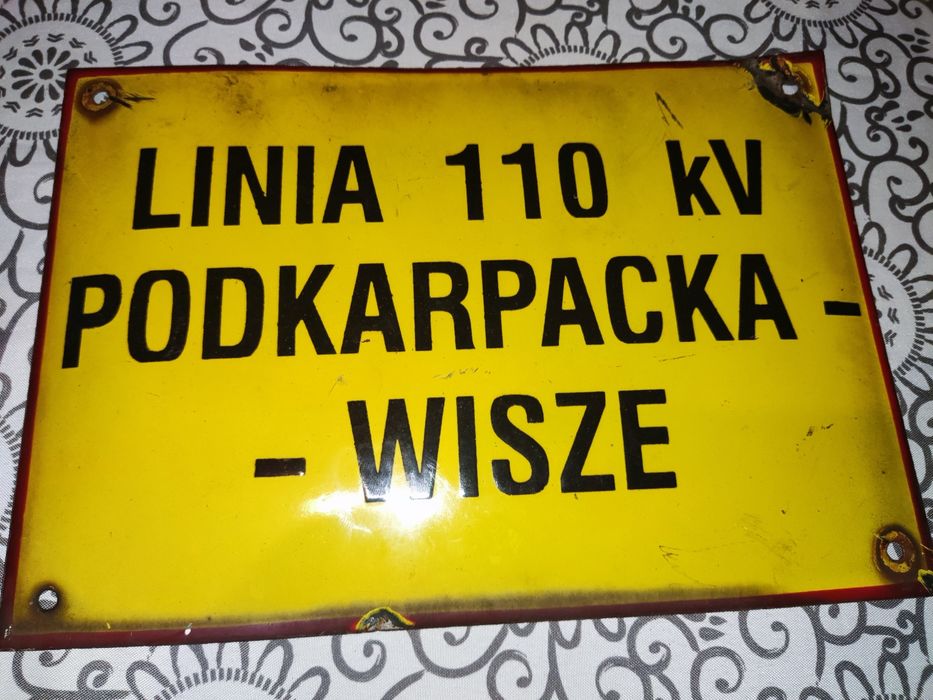 LINIA 110 kV
PODKARPACKA -
- WISZE